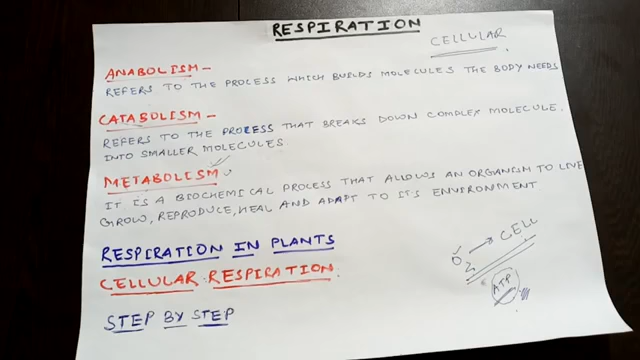 RESPIRATION
CELLULAR
ANABOLISM -
REFERS TO THE PROCESS WHICH BUILDS MOLECULES THE BODY NEEDS
CATABOLISM -
REFERS TO THE PROCESS THAT BREAKS DOWN COMPLEX MOLECULE.
INTO SMALLER MOLECULES
METABOLISM
IT IS A BIOCHEMICAL PROCESS THAT ALLOWS AN ORGANISM TO LIVE
GROW, REPRODUCE, HEAL AND ADAPT TO ITS ENVIRONMENT
RESPIRATION IN PLANTS
O2 → CELL
CELLULAR RESPIRATION.
ATP
STEP BY STEP